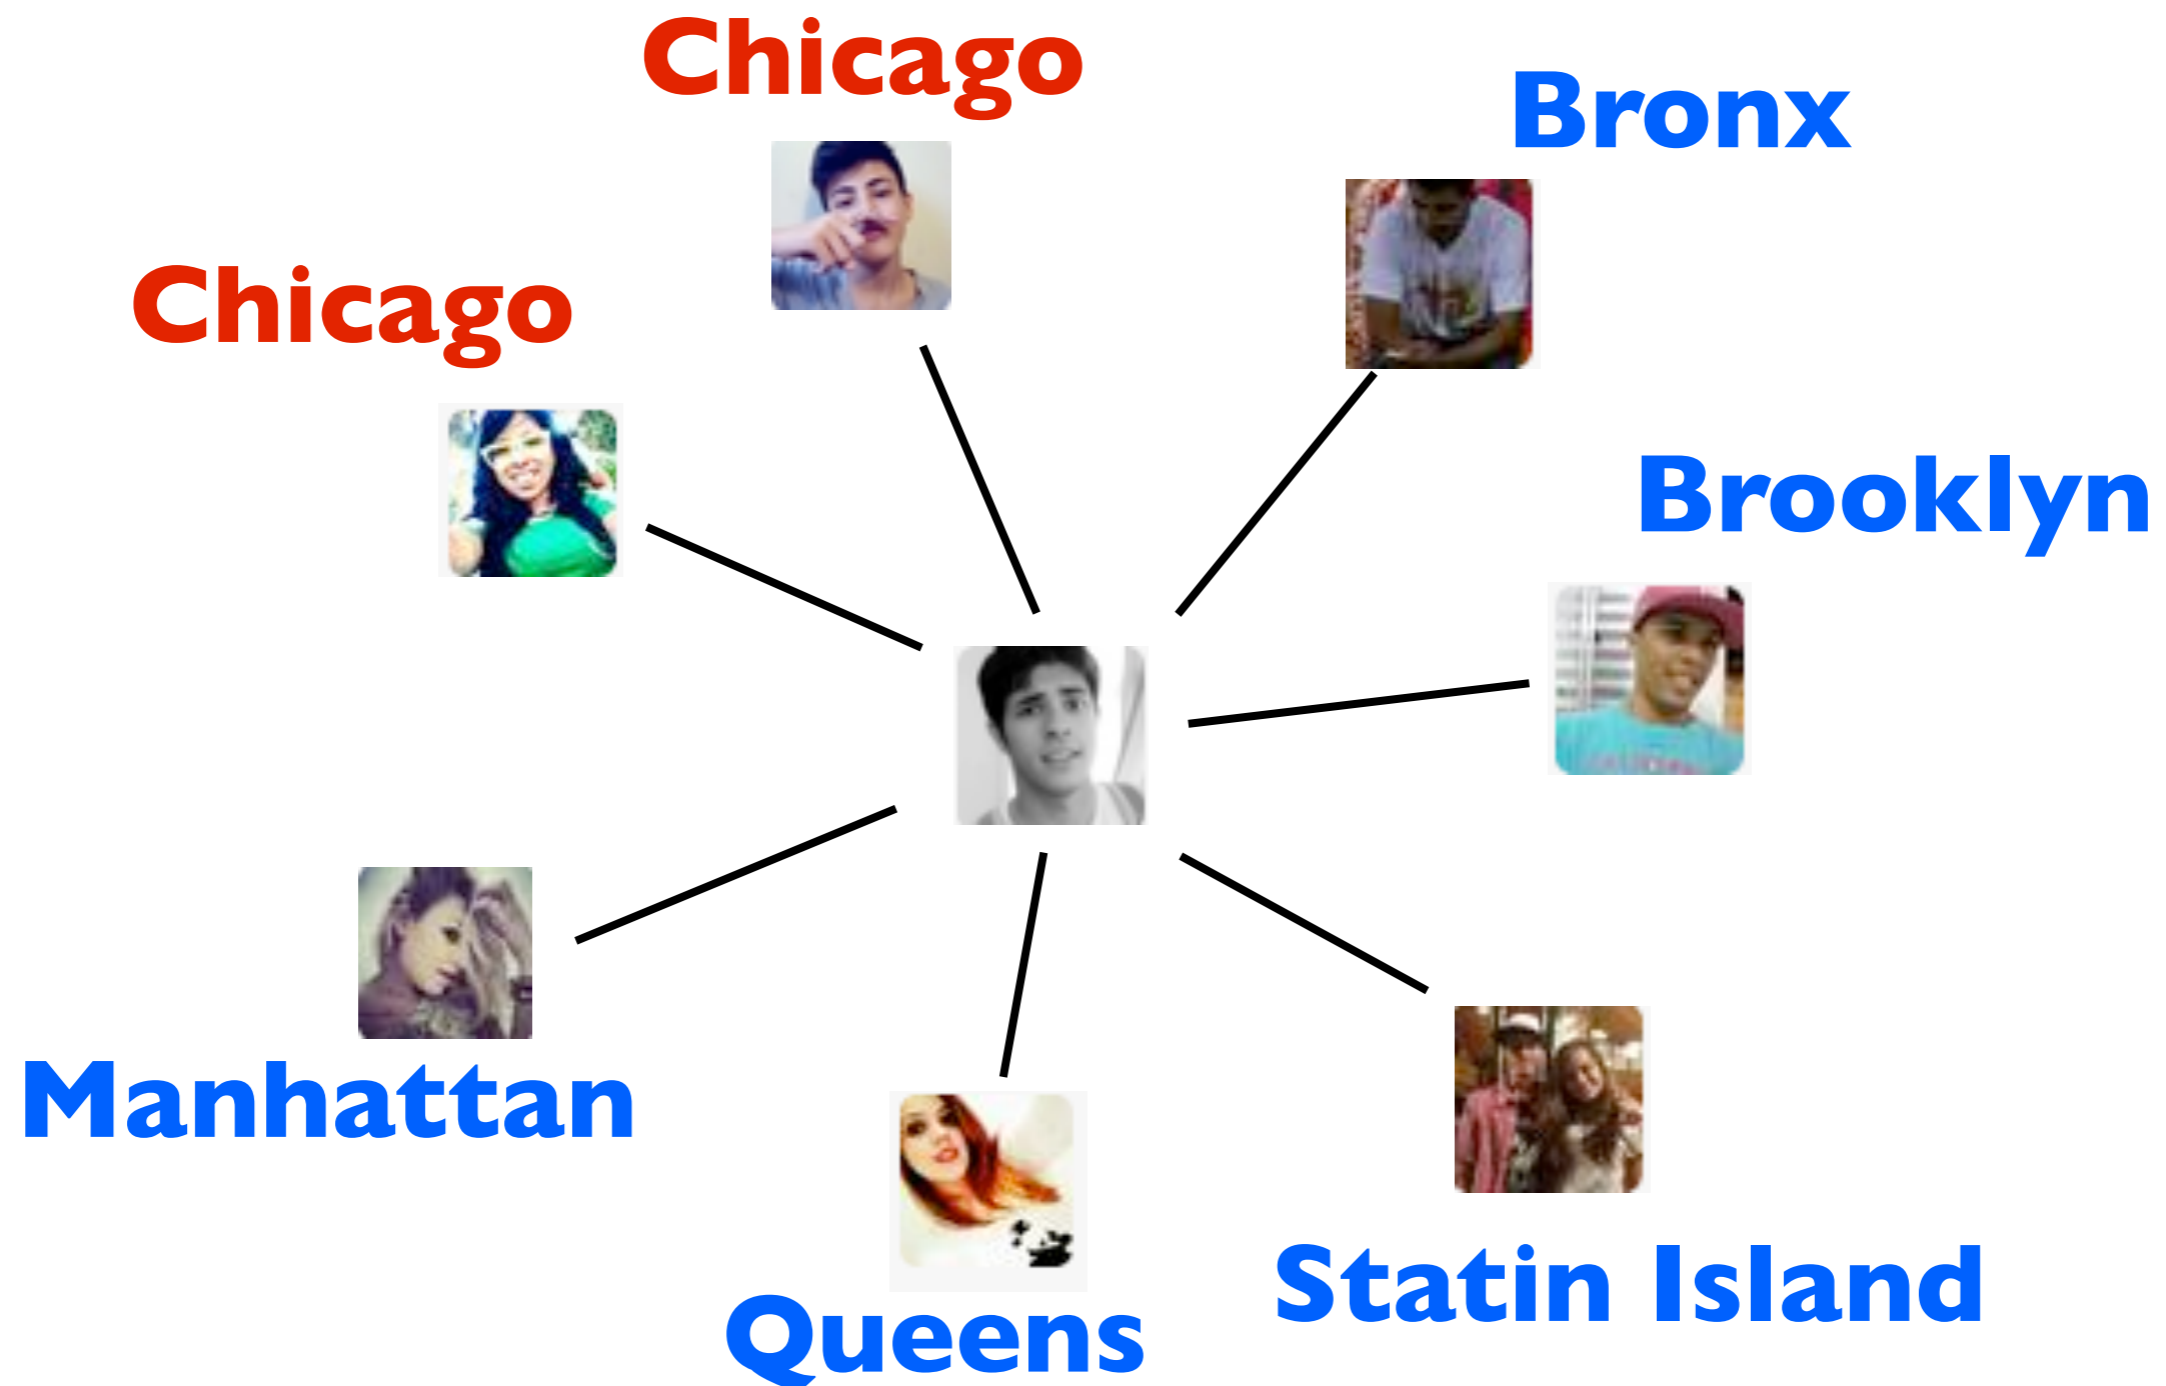 Chicago
Bronx
Chicago
Brooklyn
Manhattan
Statin Island
Queens